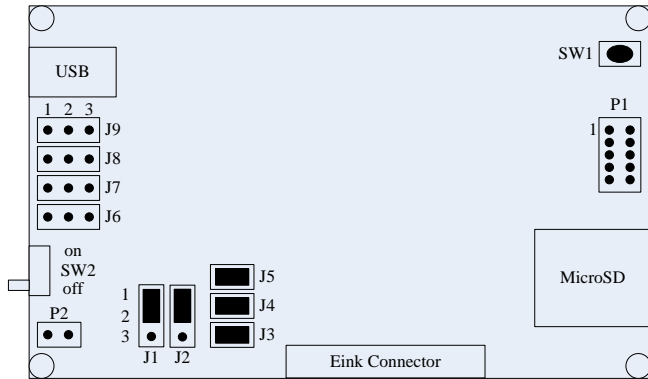 SW1
USB
P1
1 2 3
J9
1
J8
J7
J6
on
SW2
off
J5
MicroSD
1
J4
2
P2
3
J3
J1
J2
Eink Connector